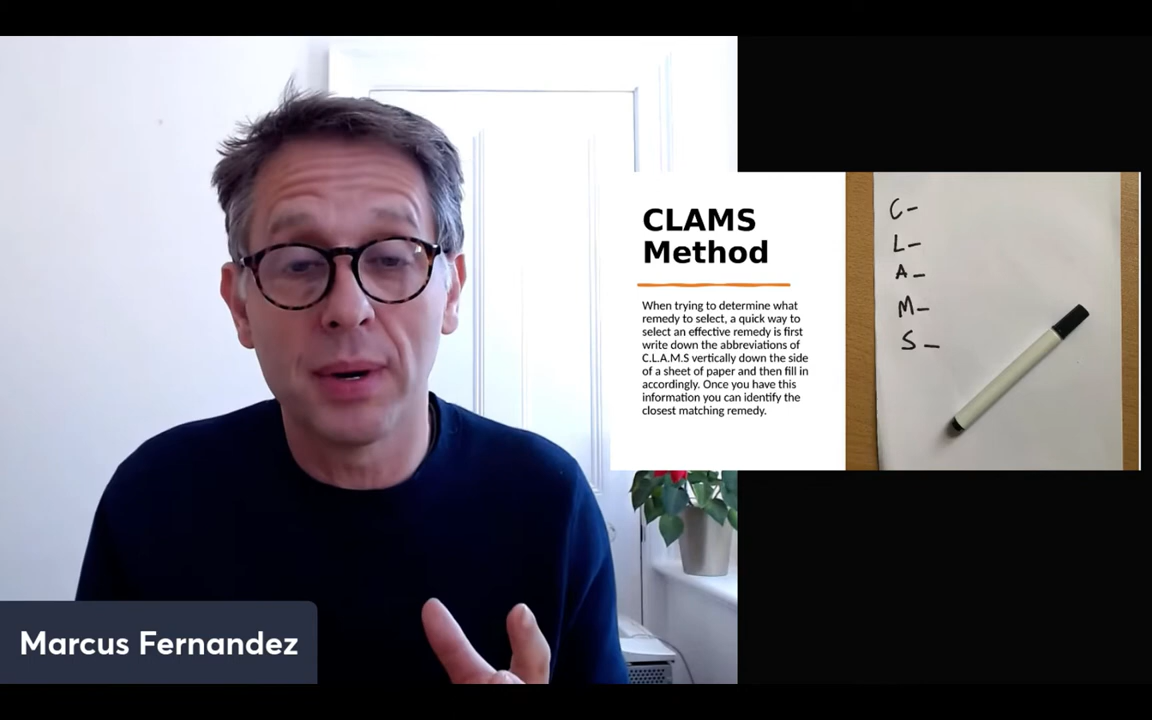 CLAMS
Method
When trying to determine what
remedy to select, a quick way to
select an effective remedy is first
write down the abbreviations of
C.L.A.M.S vertically down the side
of a sheet of paper and then fill in
accordingly. Once you have this
information you can identify the
closest matching remedy.
C-
L-
A-
M-
S-
Marcus Fernandez